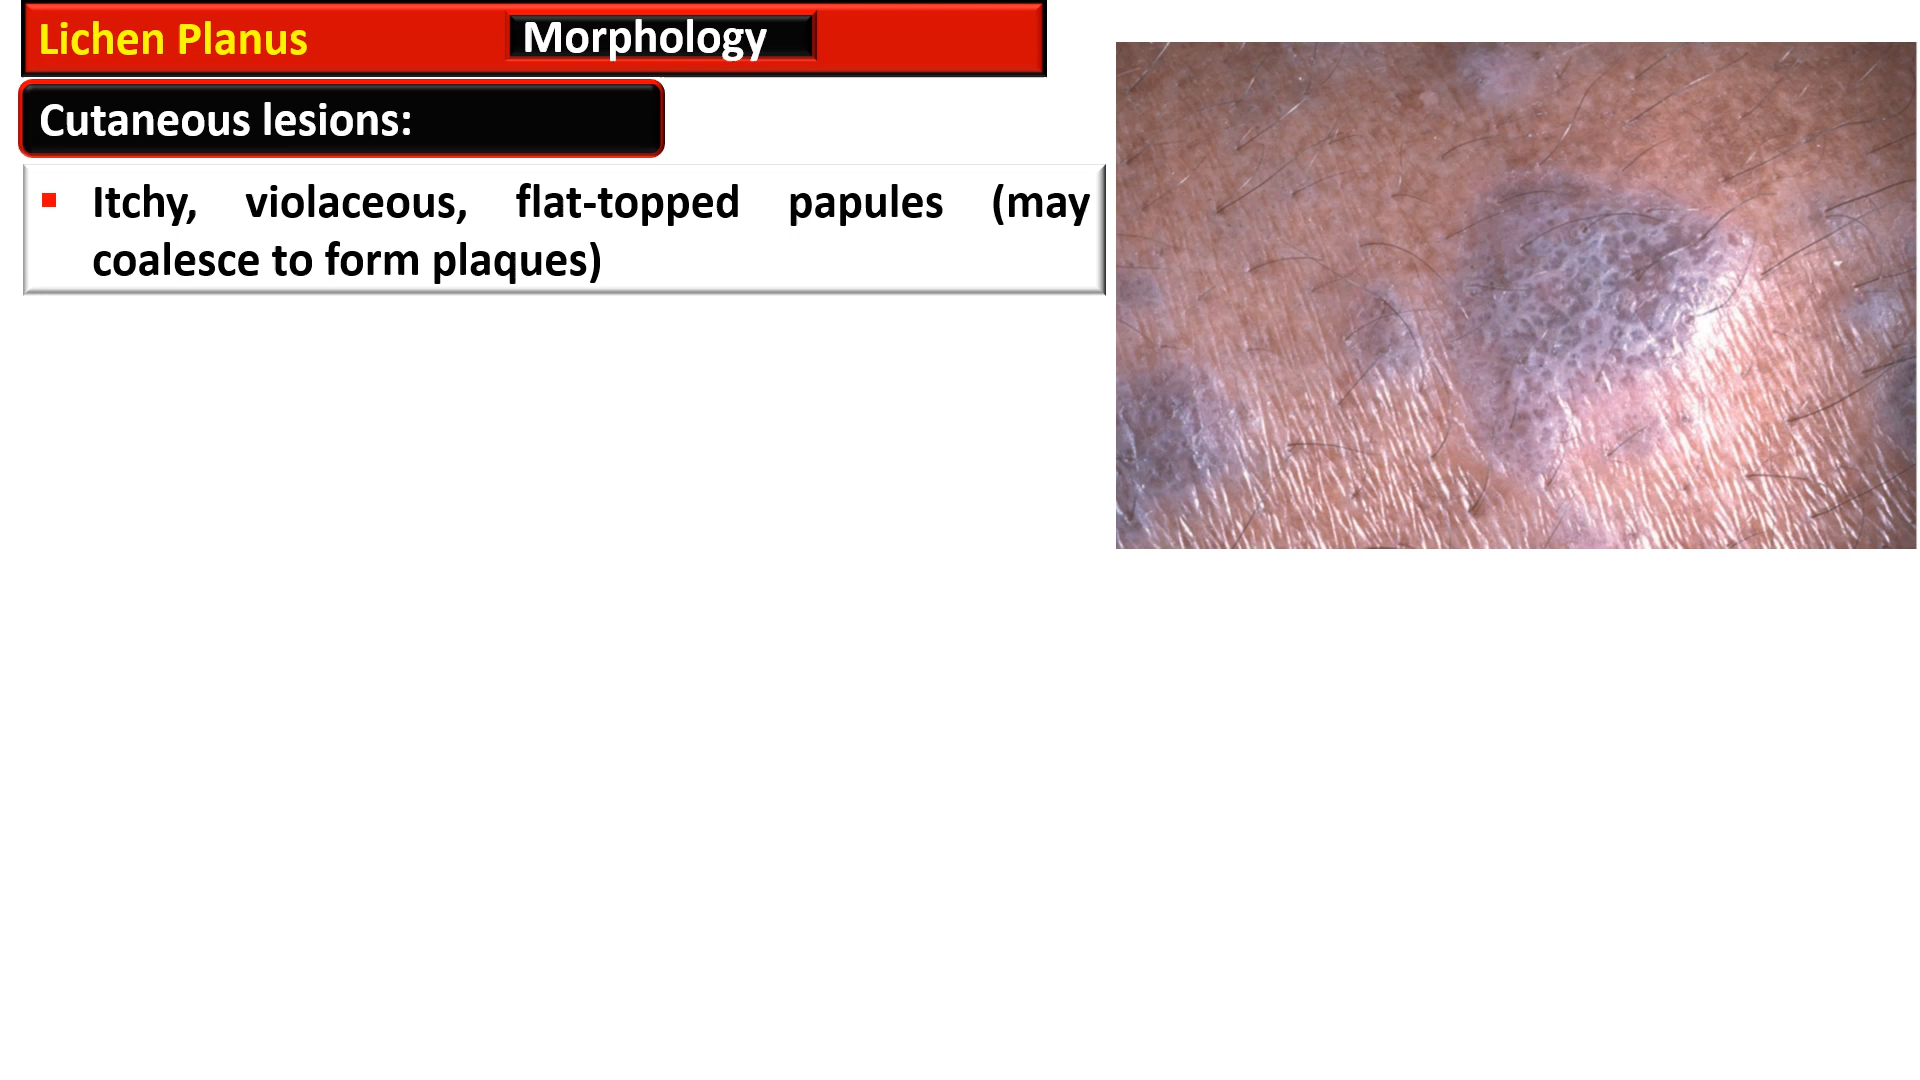 Lichen Planus Morphology
Cutaneous lesions:
▪ Itchy, violaceous, flat-topped papules (may
coalesce to form plaques)